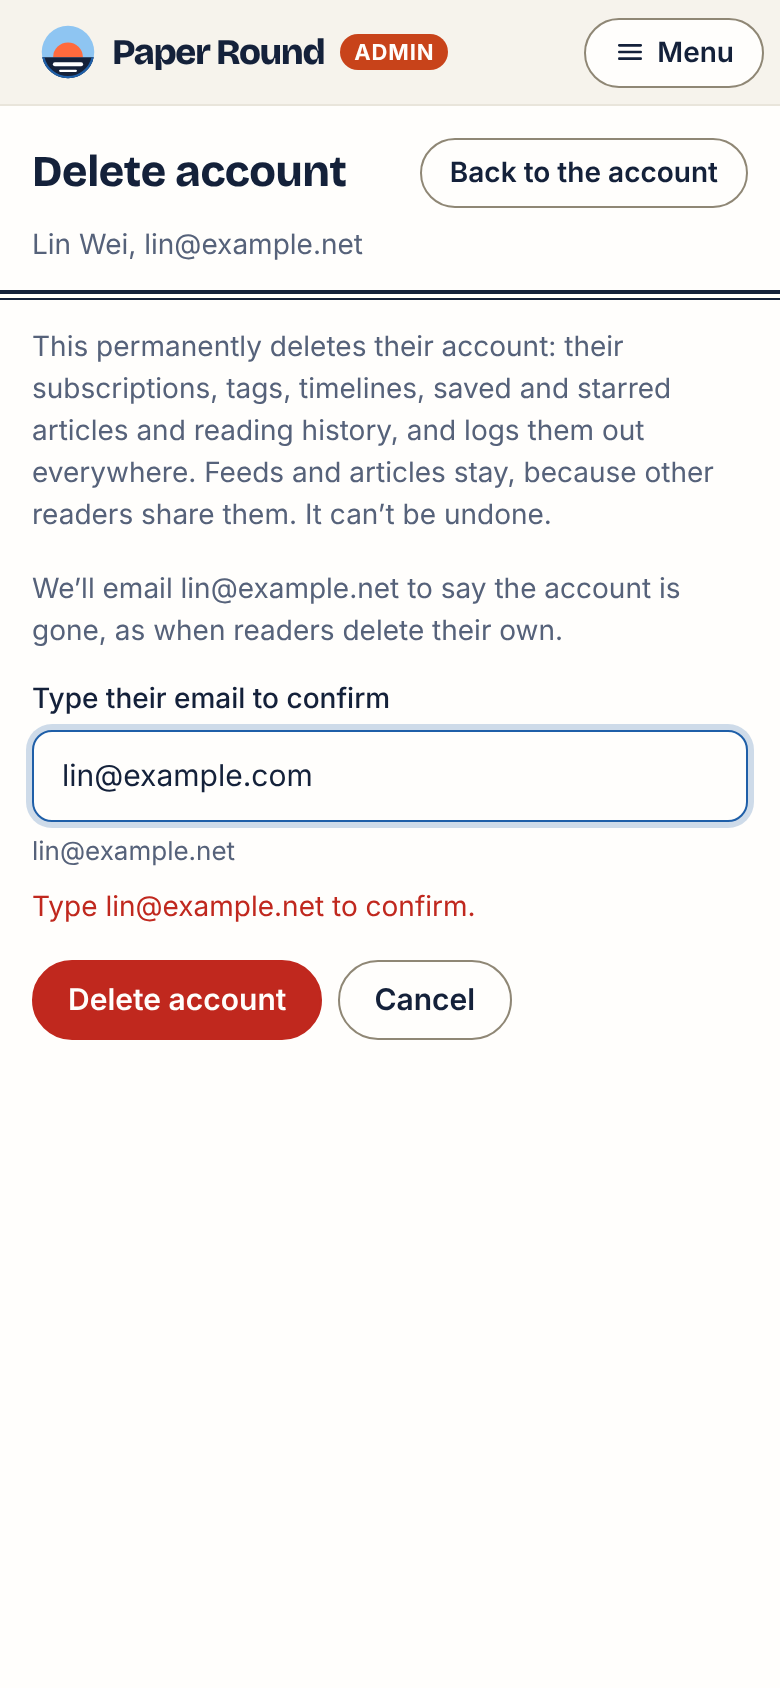 Paper Round ADMIN
Menu
Delete account
Back to the account
Lin Wei, lin@example.net
This permanently deletes their account: their
subscriptions, tags, timelines, saved and starred
articles and reading history, and logs them out
everywhere. Feeds and articles stay, because other
readers share them. It can’t be undone.
We’ll email lin@example.net to say the account is
gone, as when readers delete their own.
Type their email to confirm
lin@example.com
lin@example.net
Type lin@example.net to confirm.
Delete account
Cancel